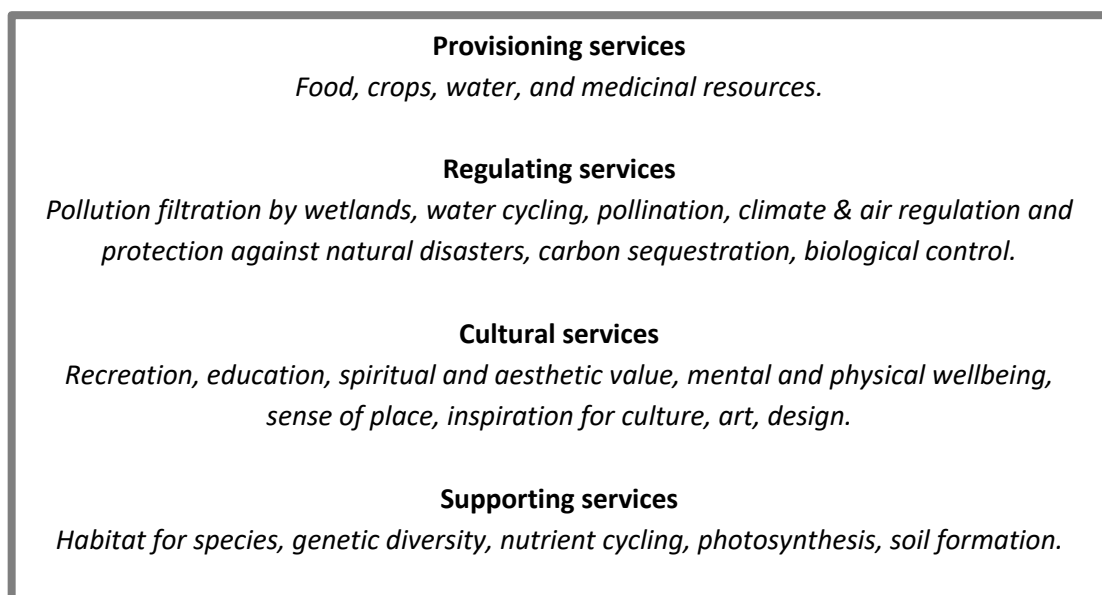 Provisioning services
Food, crops, water, and medicinal resources.
Regulating services
Pollution filtration by wetlands, water cycling, pollination, climate & air regulation and
protection against natural disasters, carbon sequestration, biological control.
Cultural services
Recreation, education, spiritual and aesthetic value, mental and physical wellbeing,
sense of place, inspiration for culture, art, design.
Supporting services
Habitat for species, genetic diversity, nutrient cycling, photosynthesis, soil formation.